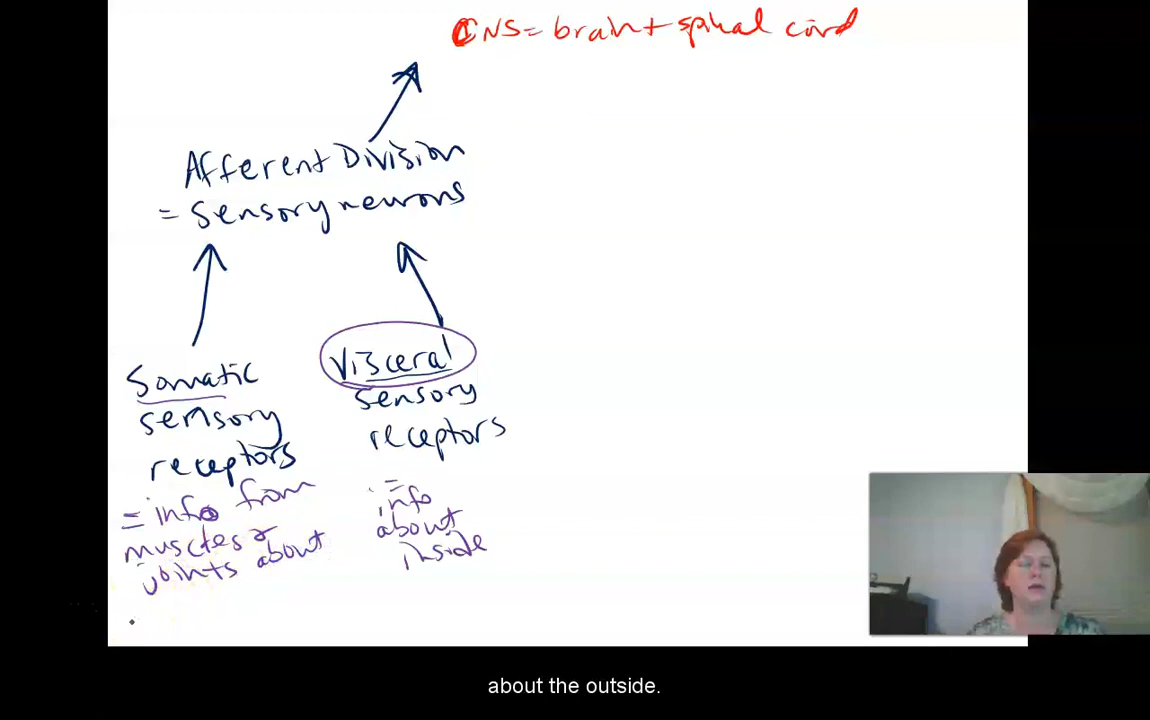 CNS = brain + spinal cord
Afferent Division
= sensory neurons
Somatic
sensory
receptors
= info from
muscles &
joints about
Visceral
sensory
receptors
= info
about
inside
about the outside.